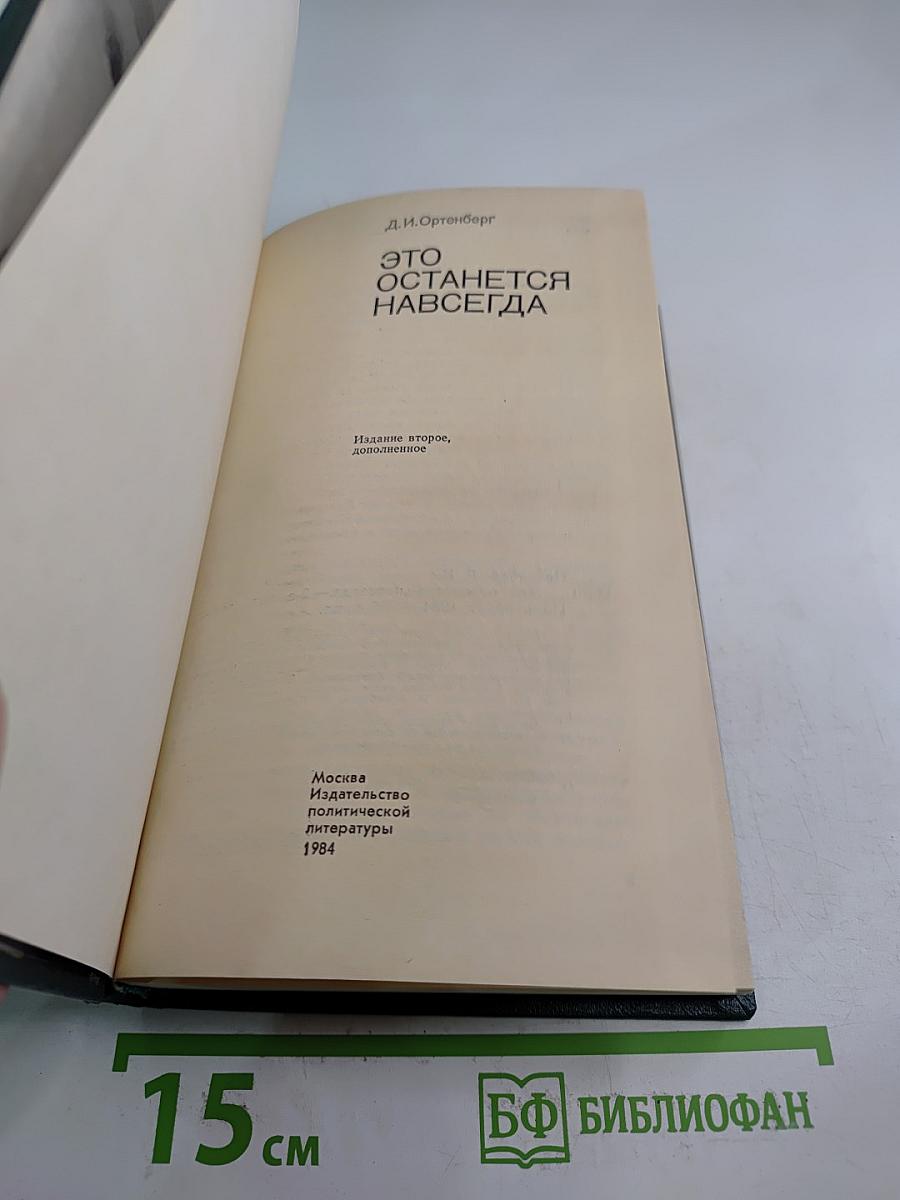 Д. И. Ортенберг
ЭТО
ОСТАНЕТСЯ
НАВСЕГДА
Издание второе,
дополненное
Москва
Издательство
политической
литературы
1984
15 см
БФ БИБЛИОФАН